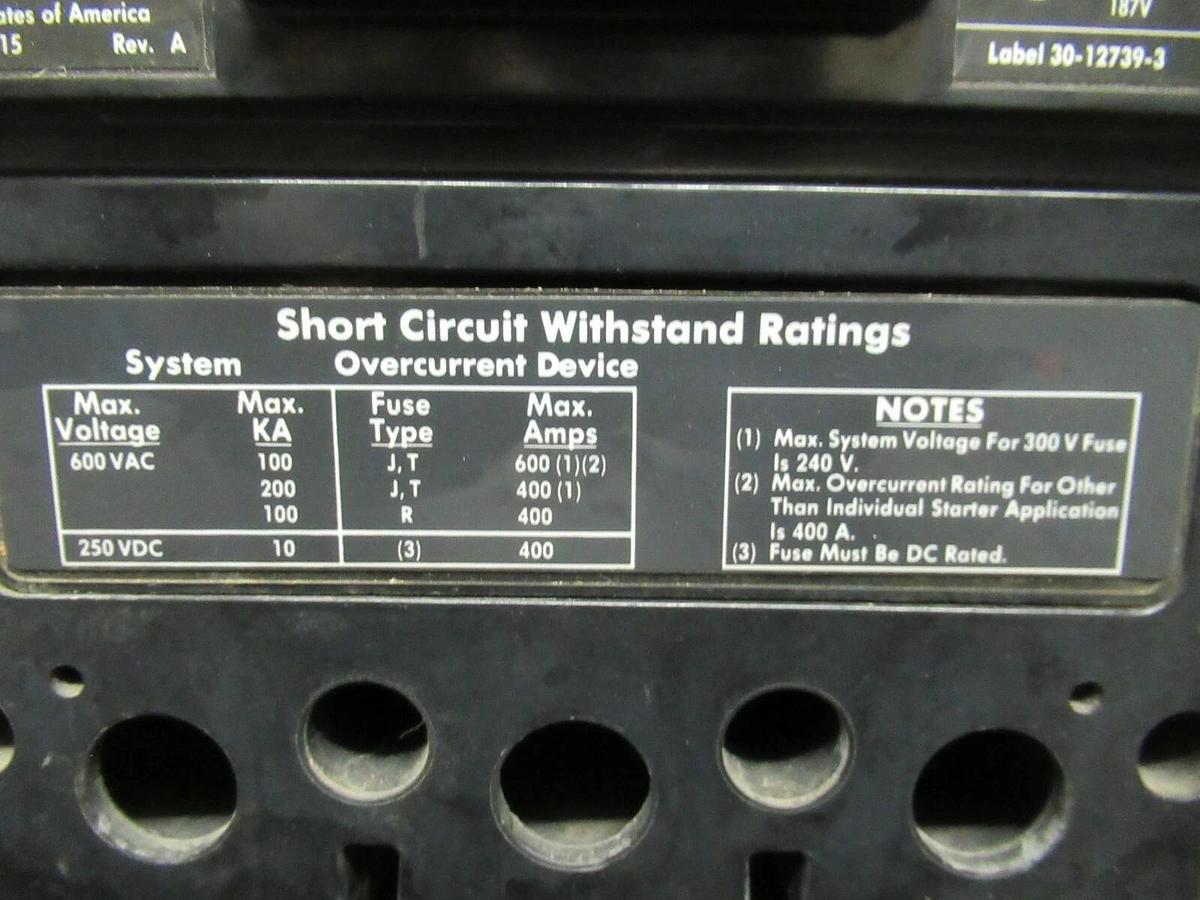 ates of America
15 Rev. A
187V
Label 30-12739-3
Short Circuit Withstand Ratings
System Overcurrent Device
Max. Max. Fuse Max.
Voltage KA Type Amps
600 VAC 100 J, T 600 (1)(2)
200 J, T 400 (1)
100 R 400
250 VDC 10 (3) 400
NOTES
(1) Max. System Voltage For 300 V Fuse
Is 240 V.
(2) Max. Overcurrent Rating For Other
Than Individual Starter Application
Is 400 A.
(3) Fuse Must Be DC Rated.